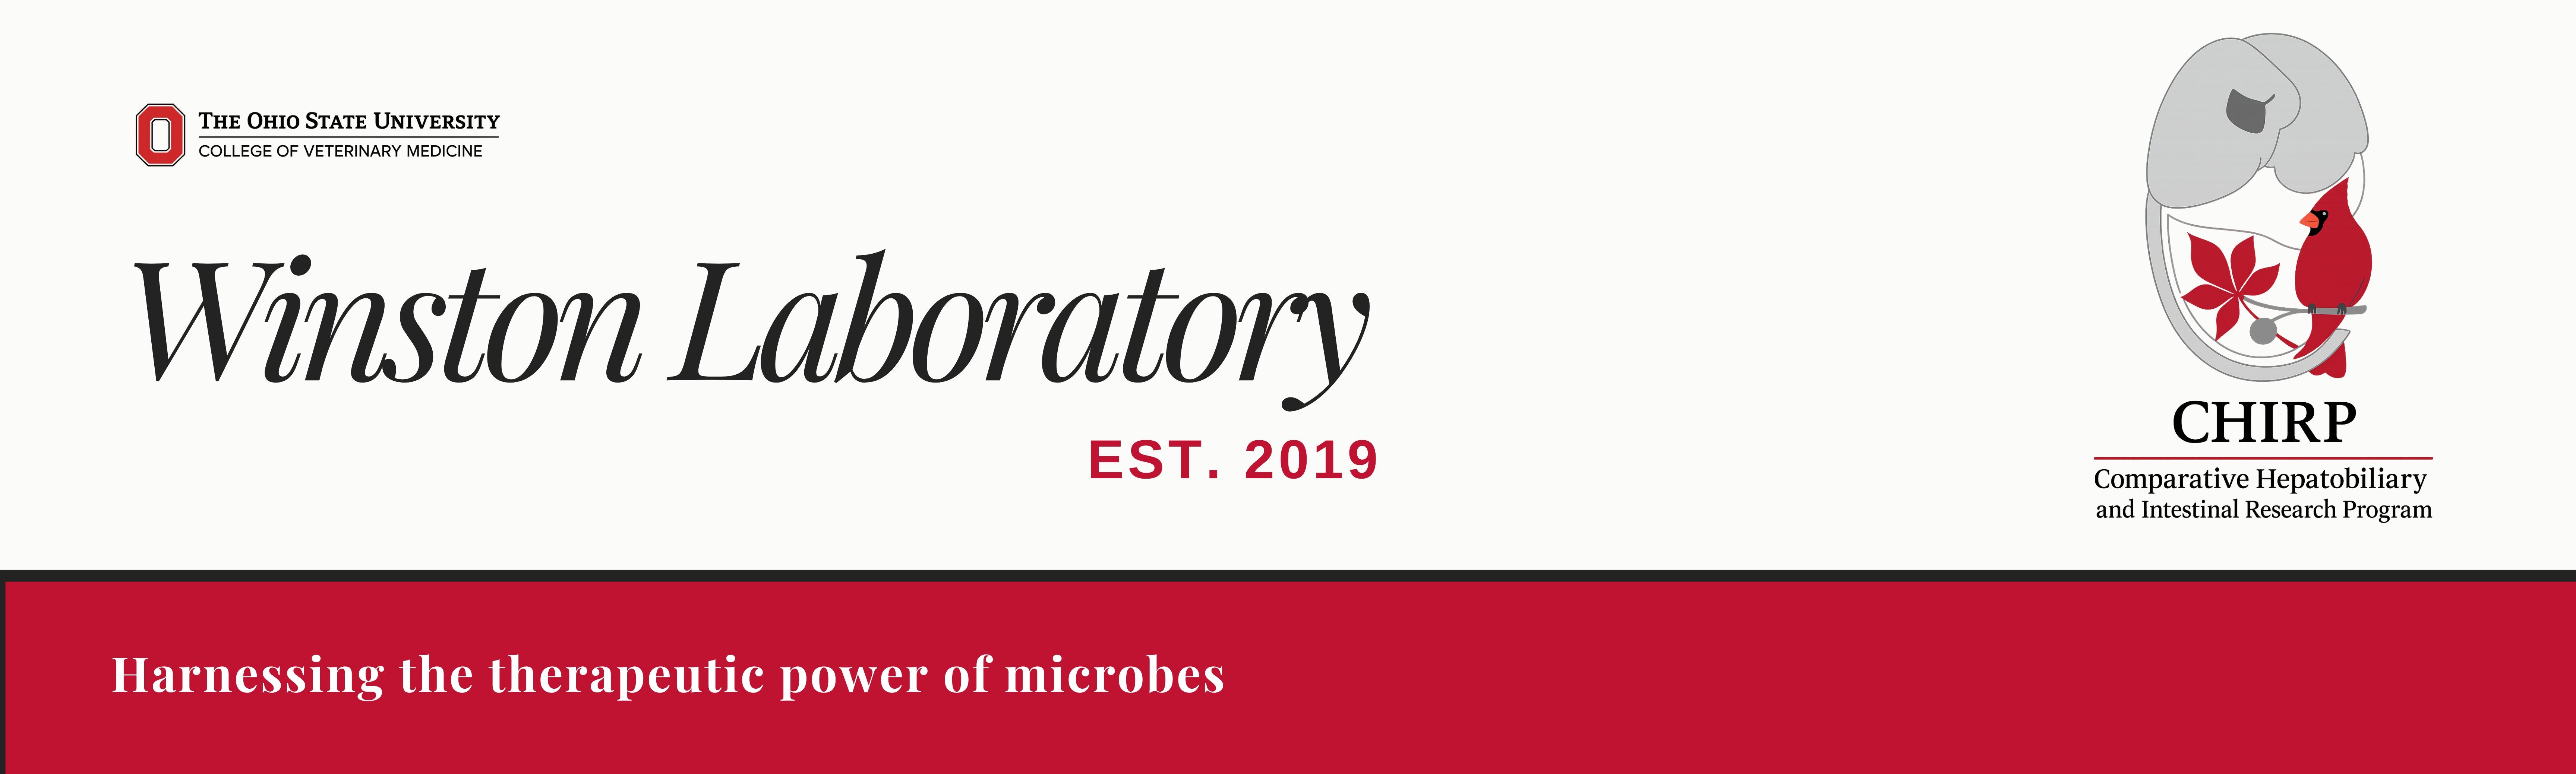 The Ohio State University
COLLEGE OF VETERINARY MEDICINE
Winston Laboratory
EST. 2019
CHIRP
Comparative Hepatobiliary
and Intestinal Research Program
Harnessing the therapeutic power of microbes